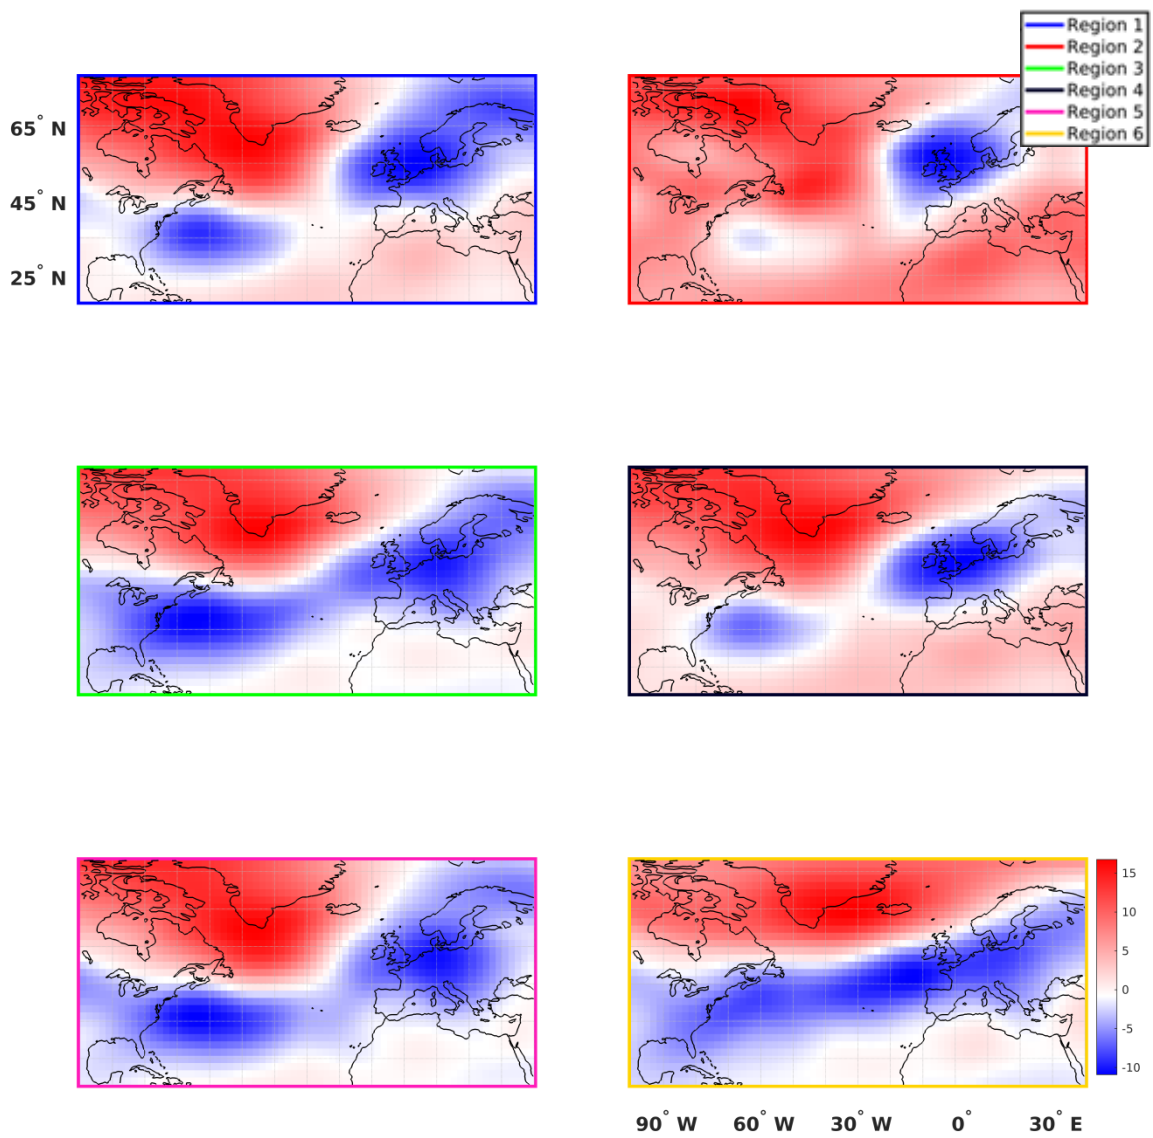 Region 1
Region 2
Region 3
Region 4
Region 5
Region 6
65° N
45° N
25° N
15
10
5
0
-5
-10
90° W 60° W 30° W 0° 30° E